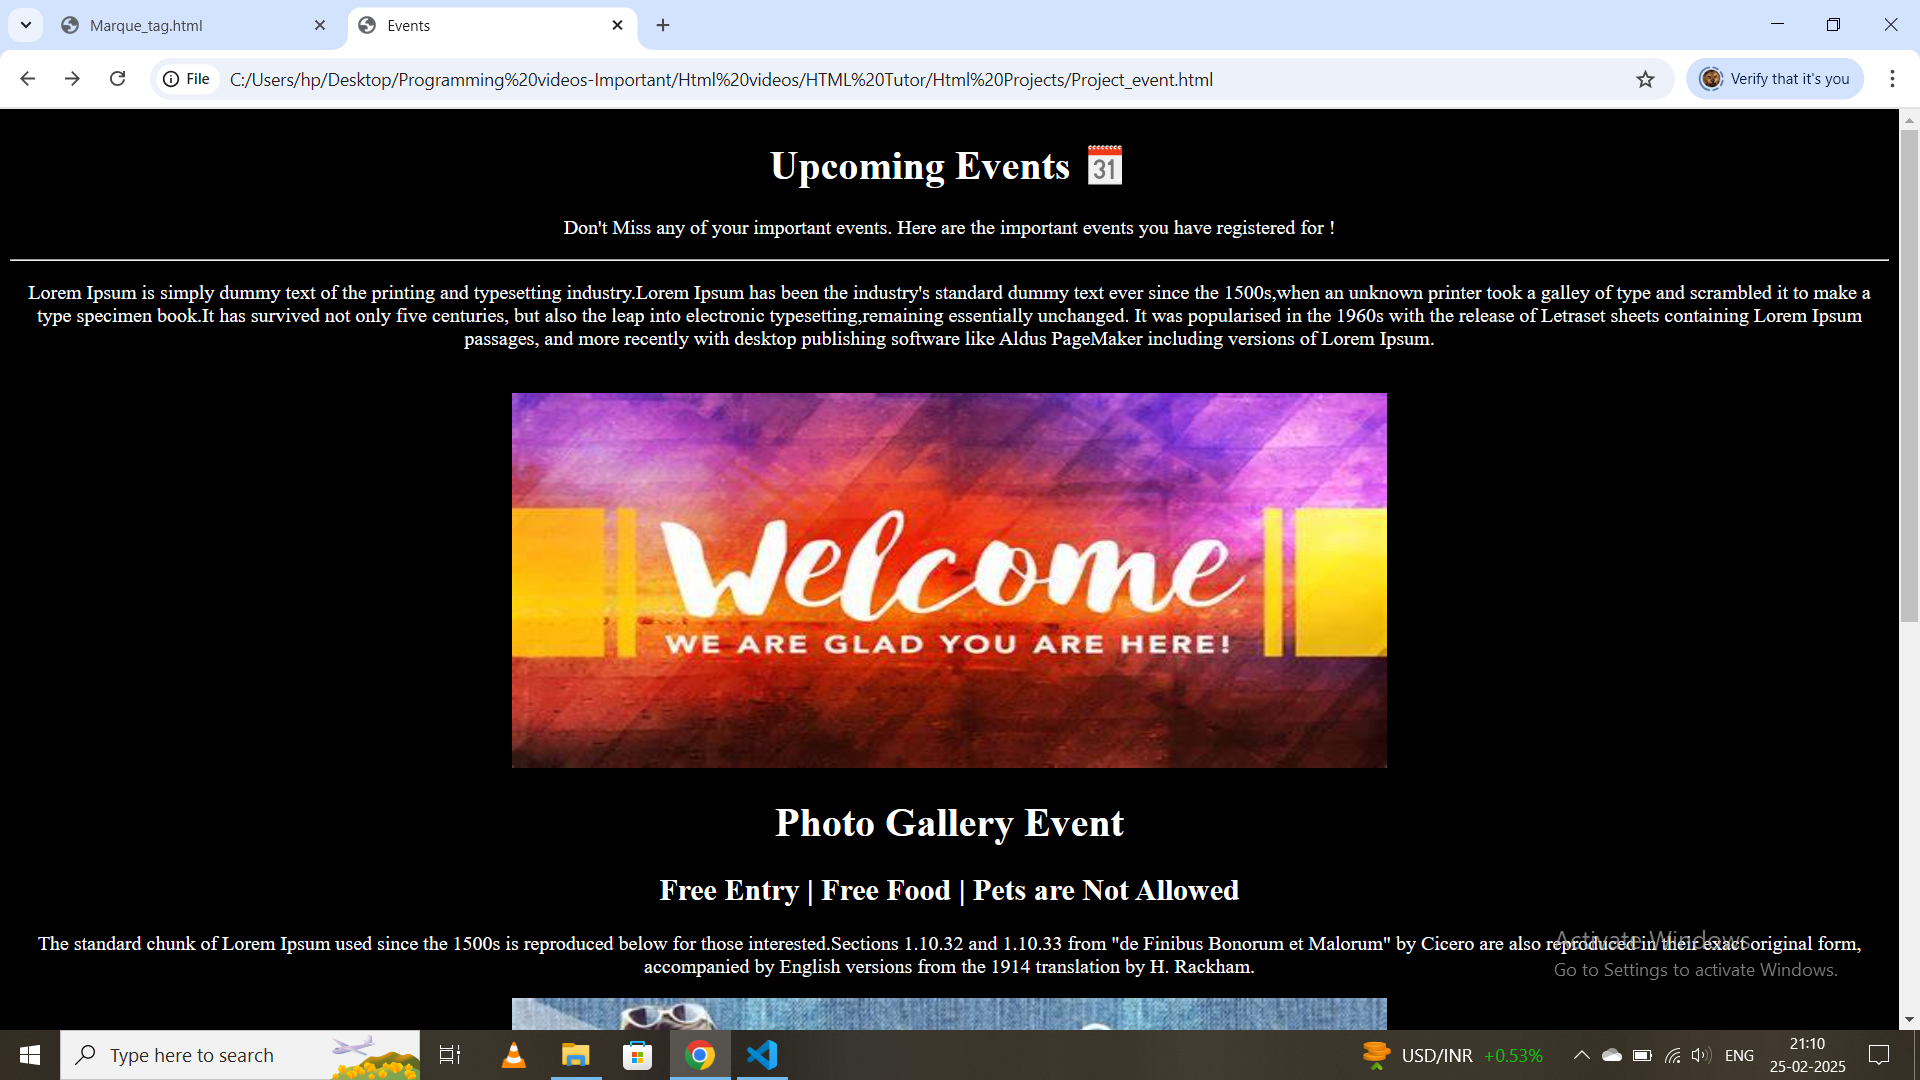 Marque_tag.html
Events
File
C:/Users/hp/Desktop/Programming%20videos-Important/Html%20videos/HTML%20Tutor/Html%20Projects/Project_event.html
Verify that it's you
Upcoming Events 31
Don't Miss any of your important events. Here are the important events you have registered for !
Lorem Ipsum is simply dummy text of the printing and typesetting industry.Lorem Ipsum has been the industry's standard dummy text ever since the 1500s,when an unknown printer took a galley of type and scrambled it to make a
type specimen book.It has survived not only five centuries, but also the leap into electronic typesetting,remaining essentially unchanged. It was popularised in the 1960s with the release of Letraset sheets containing Lorem Ipsum
passages, and more recently with desktop publishing software like Aldus PageMaker including versions of Lorem Ipsum.
Welcome
WE ARE GLAD YOU ARE HERE!
Photo Gallery Event
Free Entry | Free Food | Pets are Not Allowed
The standard chunk of Lorem Ipsum used since the 1500s is reproduced below for those interested.Sections 1.10.32 and 1.10.33 from "de Finibus Bonorum et Malorum" by Cicero are also reproduced in their exact original form,
accompanied by English versions from the 1914 translation by H. Rackham.
Activate Windows
Go to Settings to activate Windows.
Type here to search
USD/INR +0.53%
ENG
21:10
25-02-2025